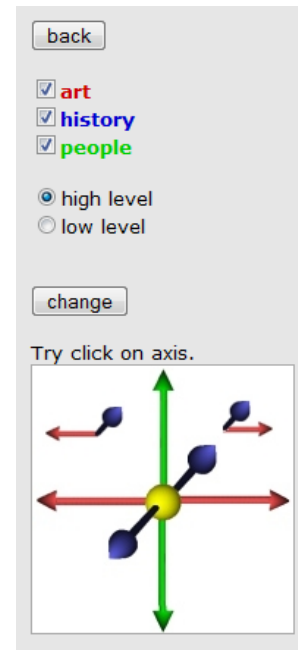 back
art
history
people
high level
low level
change
Try click on axis.